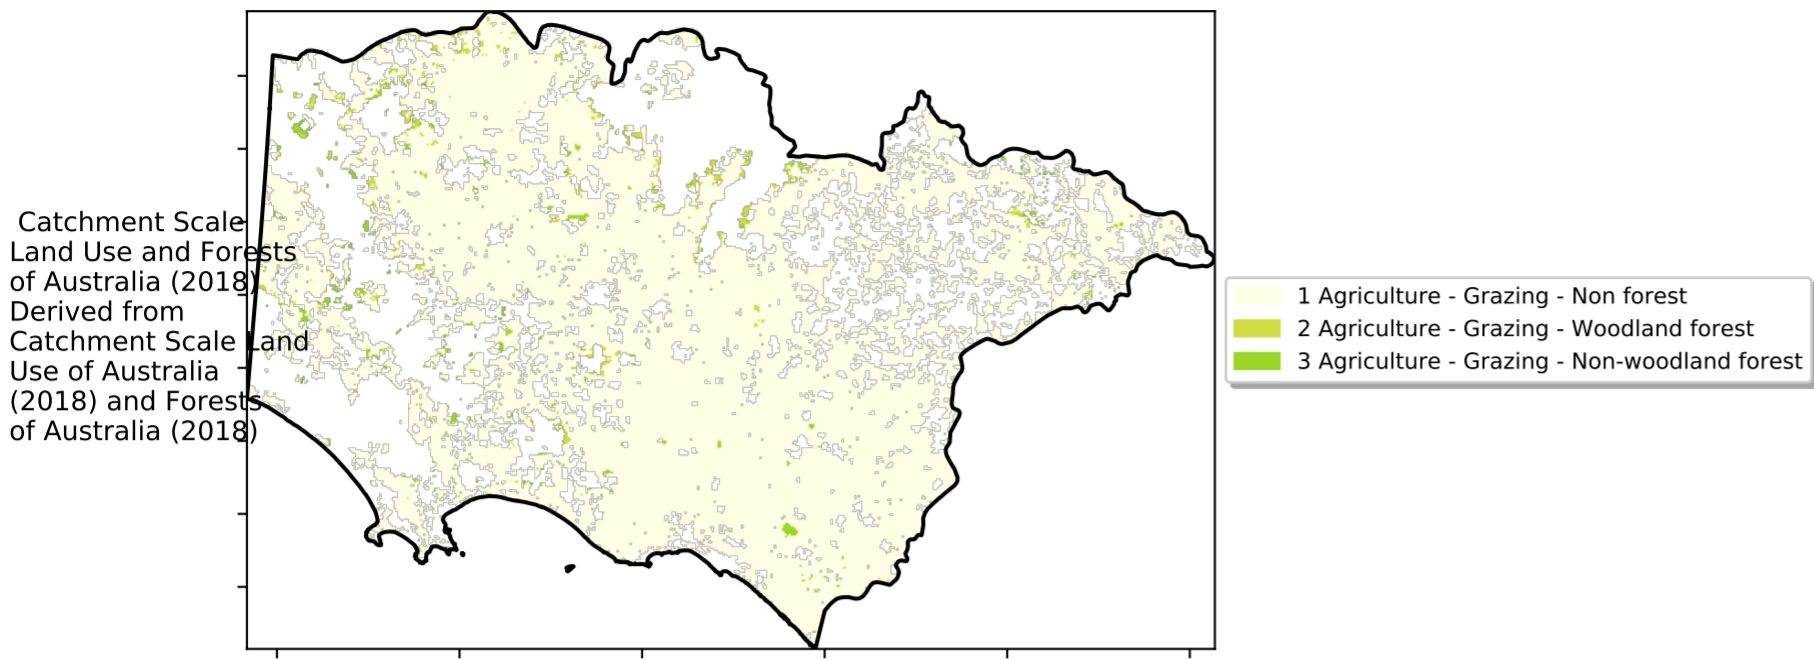 Catchment Scale
Land Use and Forests
of Australia (2018)
Derived from
Catchment Scale Land
Use of Australia
(2018) and Forests
of Australia (2018)
1 Agriculture - Grazing - Non forest
2 Agriculture - Grazing - Woodland forest
3 Agriculture - Grazing - Non-woodland forest